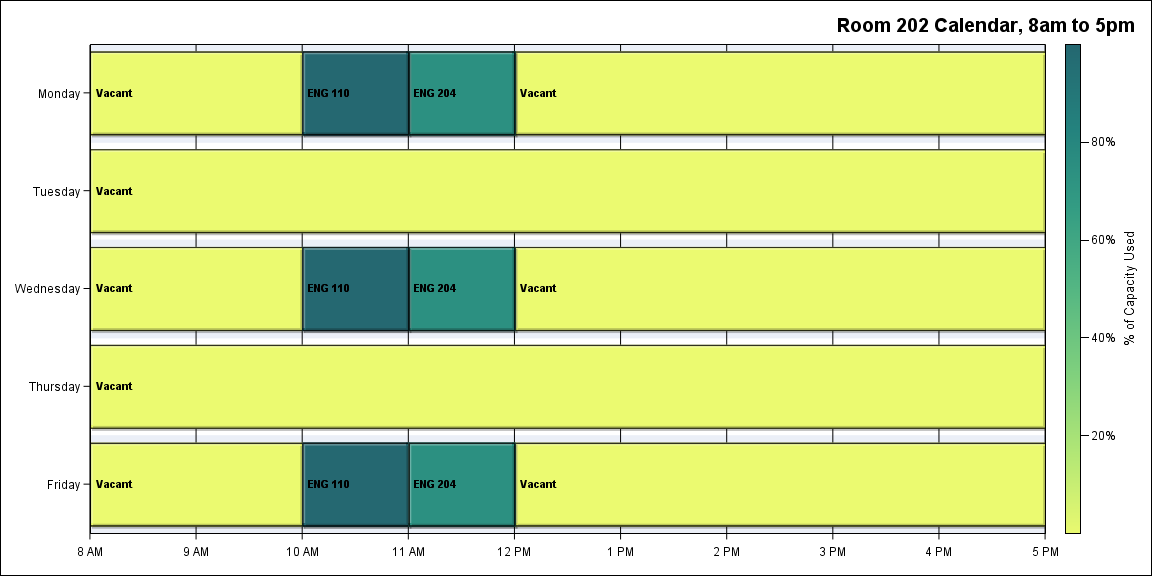 Room 202 Calendar, 8am to 5pm
Monday
Vacant
ENG 110
ENG 204
Vacant
Tuesday
Vacant
Wednesday
Vacant
ENG 110
ENG 204
Vacant
Thursday
Vacant
Friday
Vacant
ENG 110
ENG 204
Vacant
8 AM
9 AM
10 AM
11 AM
12 PM
1 PM
2 PM
3 PM
4 PM
5 PM
80%
60%
40%
20%
% of Capacity Used